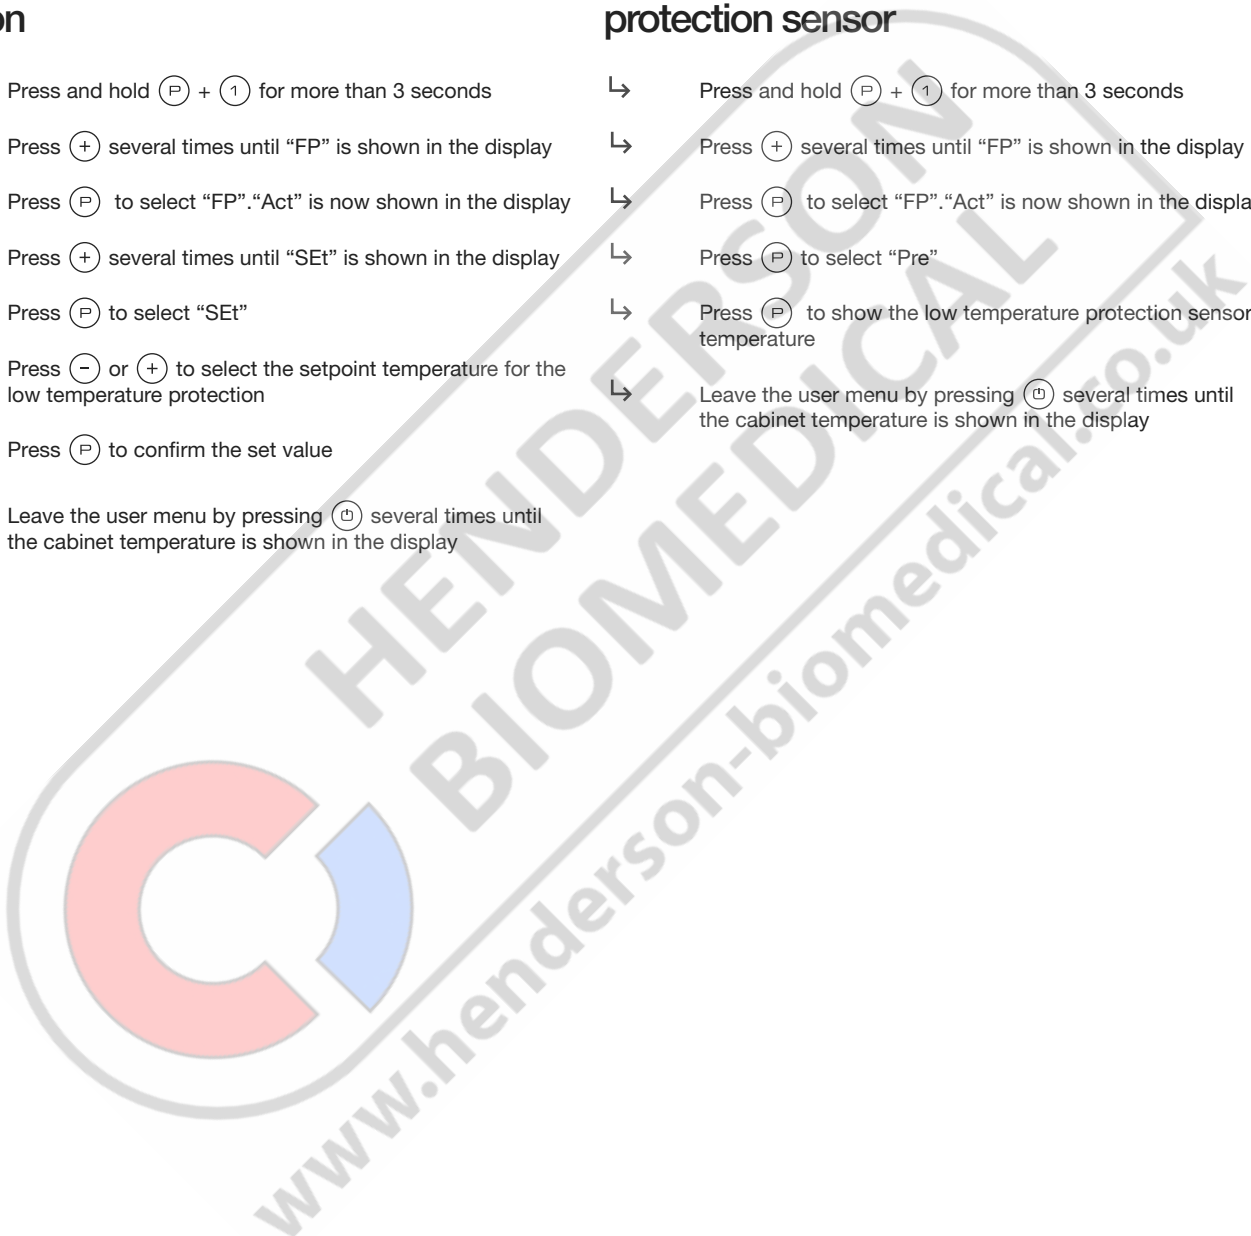 on
Press and hold P + 1 for more than 3 seconds
Press + several times until “FP” is shown in the display
Press P to select “FP”.“Act” is now shown in the display
Press + several times until “SEt” is shown in the display
Press P to select “SEt”
Press - or + to select the setpoint temperature for the
low temperature protection
Press P to confirm the set value
Leave the user menu by pressing several times until
the cabinet temperature is shown in the display
protection sensor
Press and hold P + 1 for more than 3 seconds
Press + several times until “FP” is shown in the display
Press P to select “FP”.“Act” is now shown in the displa
Press P to select “Pre”
Press P to show the low temperature protection sensor
temperature
Leave the user menu by pressing several times until
the cabinet temperature is shown in the display
HENDERSON
BIOMEDICAL
www.henderson-biomedical.co.uk